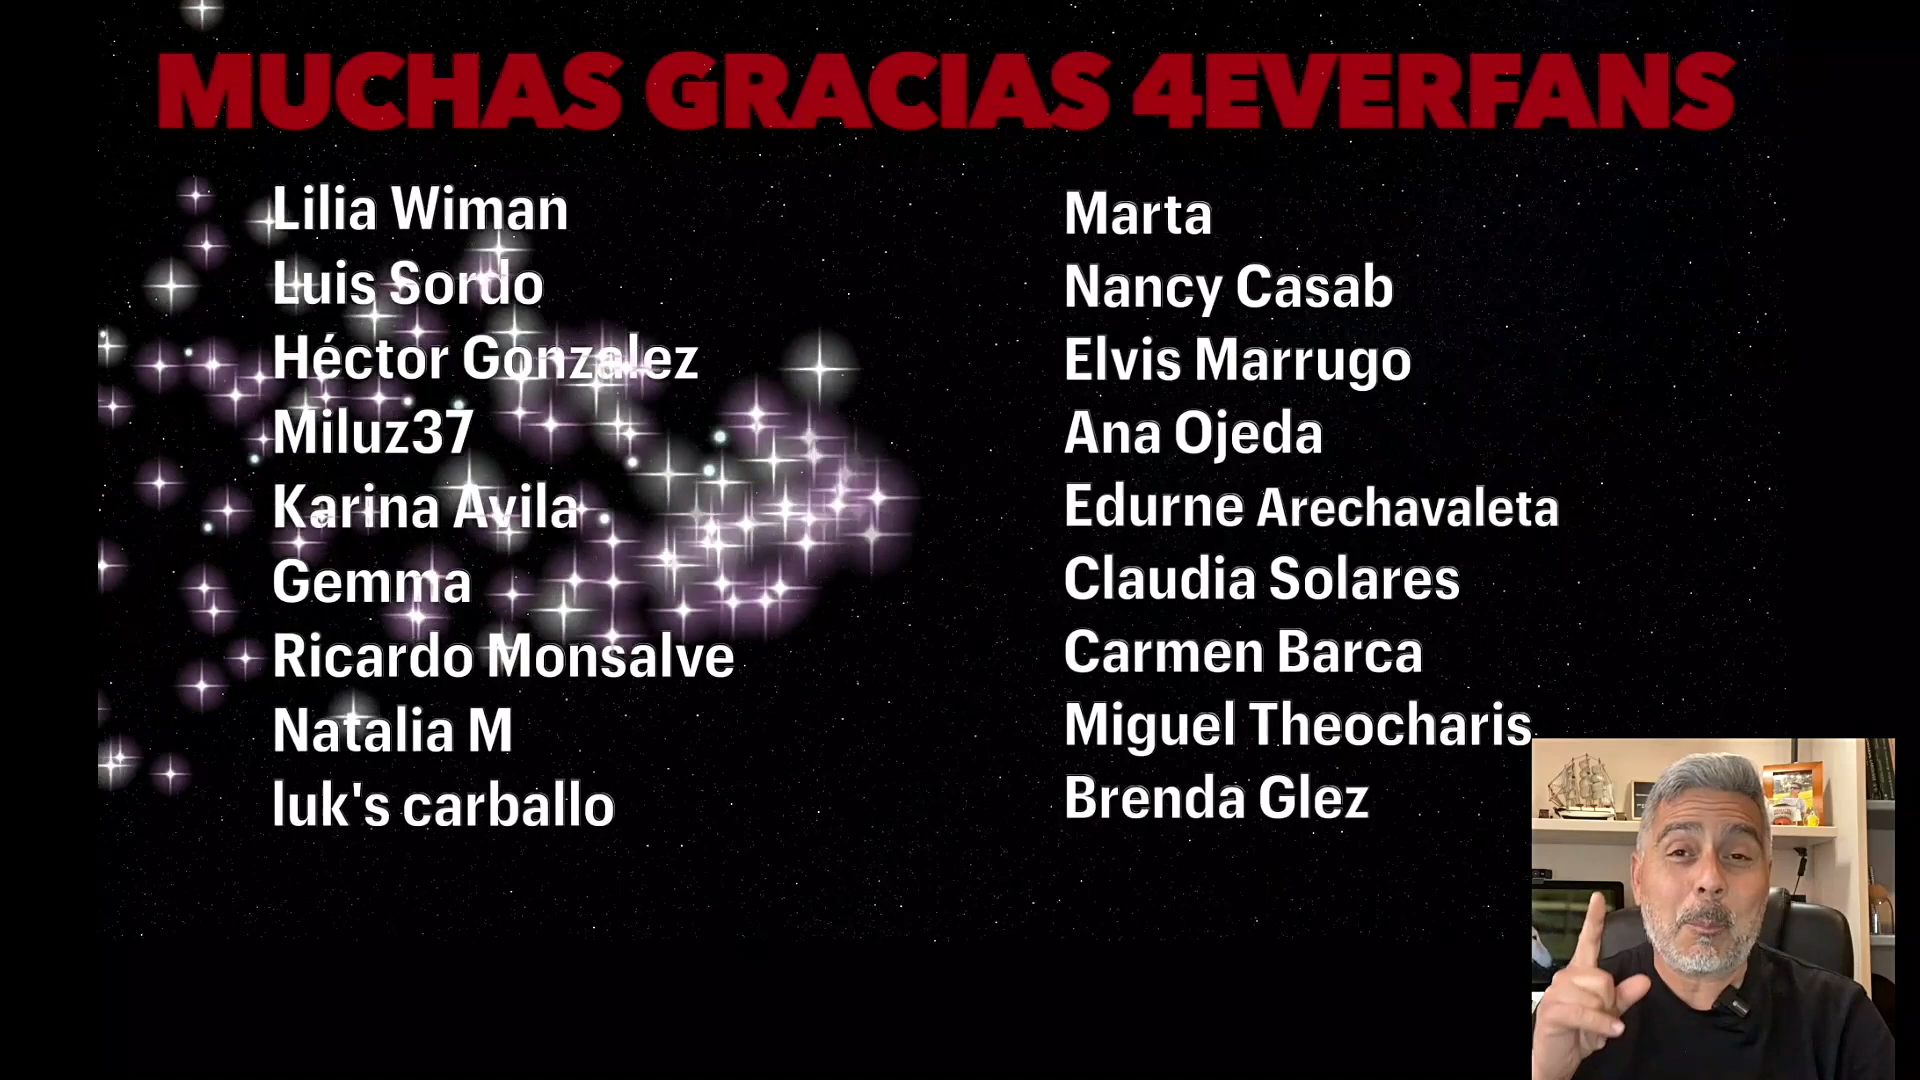 MUCHAS GRACIAS 4EVERFANS
Lilia Wiman
Luis Sordo
Héctor Gonzalez
Miluz37
Karina Avila
Gemma
Ricardo Monsalve
Natalia M
luk's carballo
Marta
Nancy Casab
Elvis Marrugo
Ana Ojeda
Edurne Arechavaleta
Claudia Solares
Carmen Barca
Miguel Theocharis
Brenda Glez